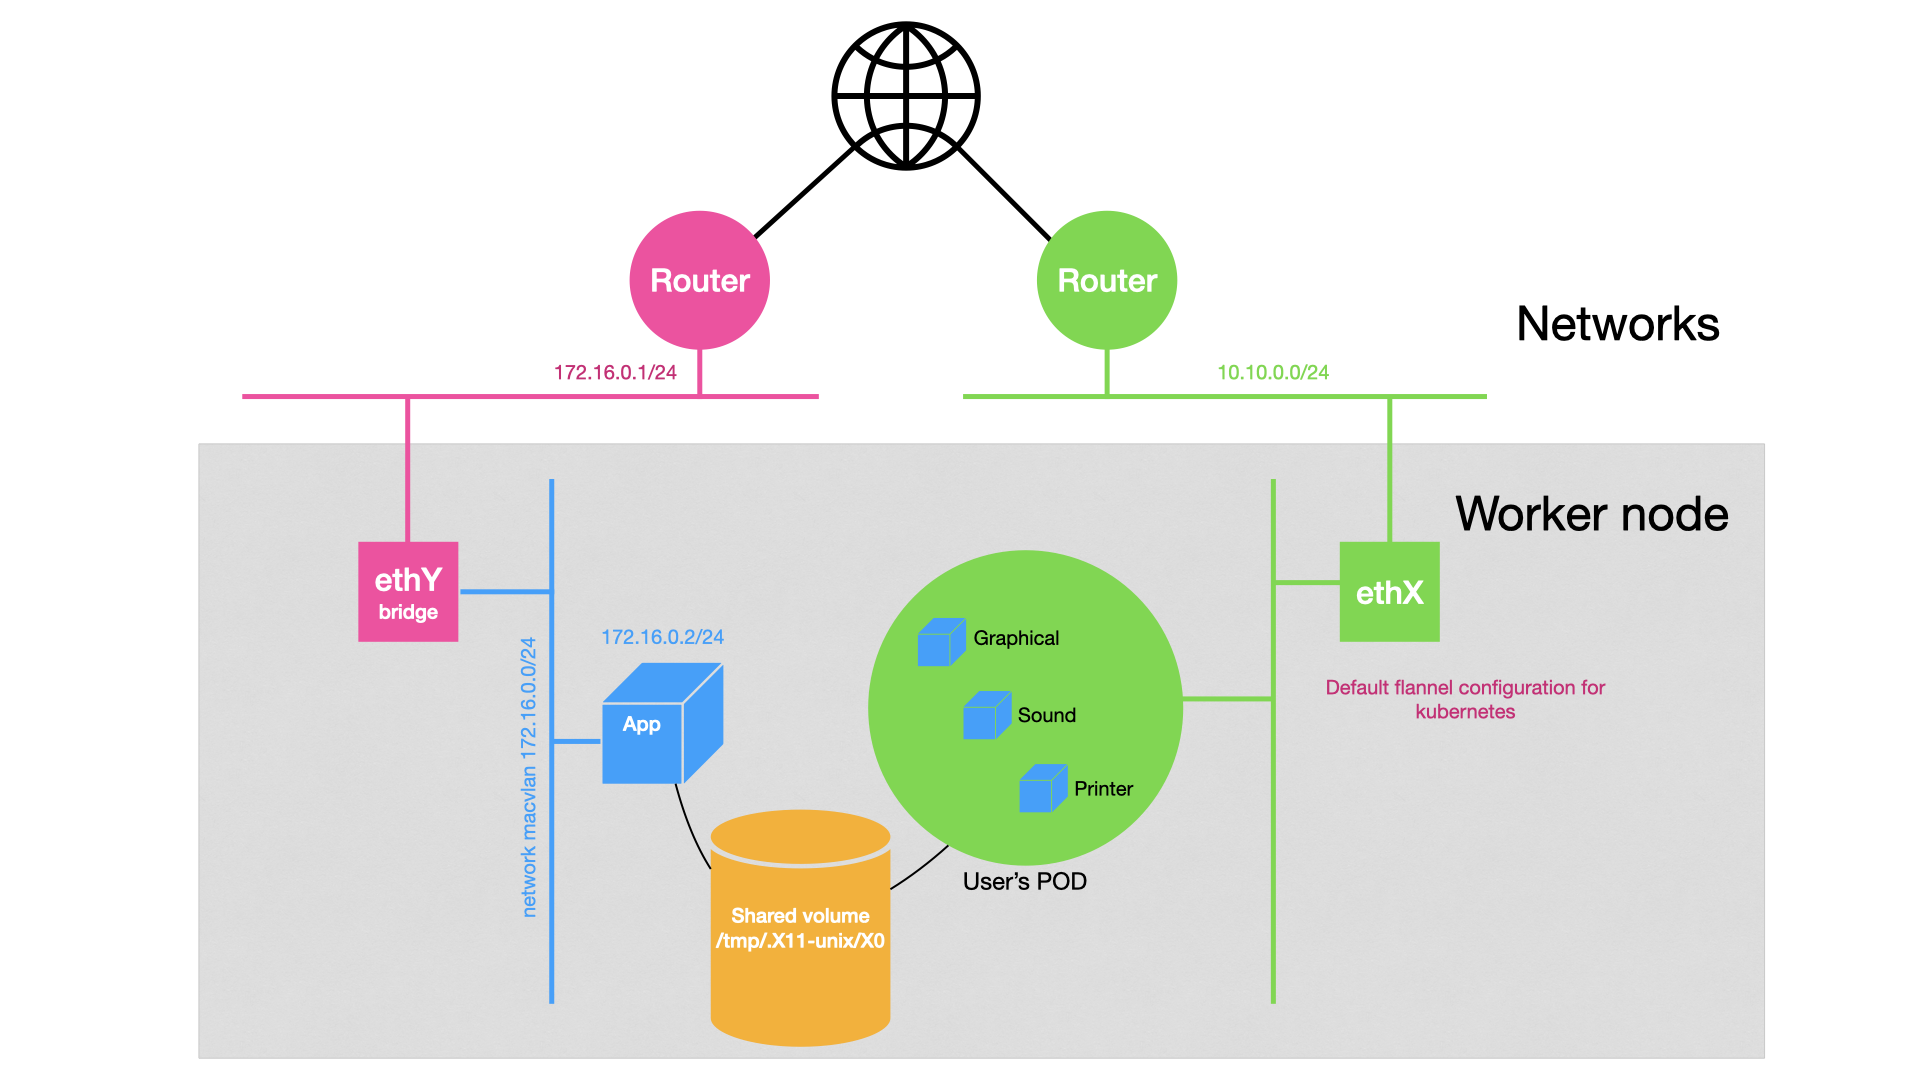 Router
Router
Networks
172.16.0.1/24
10.10.0.0/24
Worker node
ethY
bridge
ethX
172.16.0.2/24
network macvlan 172.16.0.0/24
App
Graphical
Sound
Printer
Default flannel configuration for
kubernetes
User’s POD
Shared volume
/tmp/.X11-unix/X0